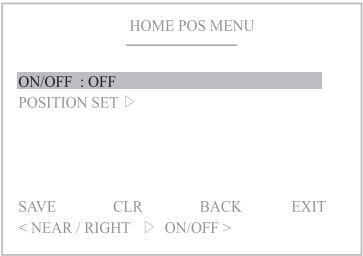 HOME POS MENU
ON/OFF : OFF
POSITION SET ▷
SAVE CLR BACK EXIT
< NEAR / RIGHT ▷ ON/OFF >